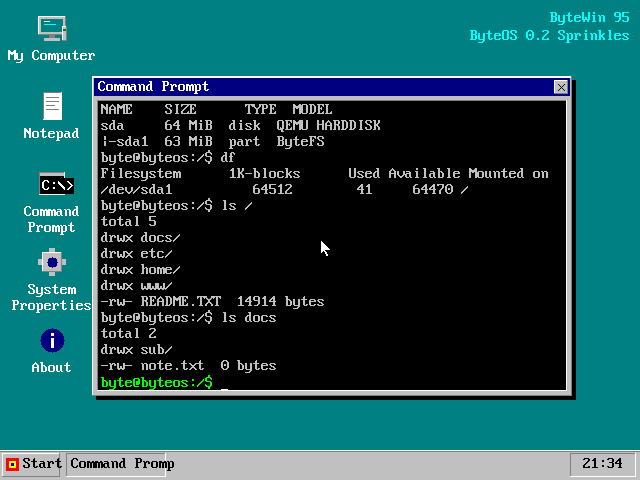 ByteWin 95
ByteOS 0.2 Sprinkles
My Computer
Notepad
C:\>
Command
Prompt
System
Properties
About
Command Prompt
NAME    SIZE      TYPE  MODEL
sda     64 MiB  disk  QEMU HARDDISK
¦-sda1  63 MiB  part  ByteFS
byte@byteos:/$ df
Filesystem      1K-blocks      Used Available Mounted on
/dev/sda1          64512        41     64470 /
byte@byteos:/$ ls /
total 5
drwx docs/
drwx etc/
drwx home/
drwx www/
-rw- README.TXT  14914 bytes
byte@byteos:/$ ls docs
total 2
drwx sub/
-rw- note.txt  0 bytes
byte@byteos:/$ _
Start
Command Promp
21:34